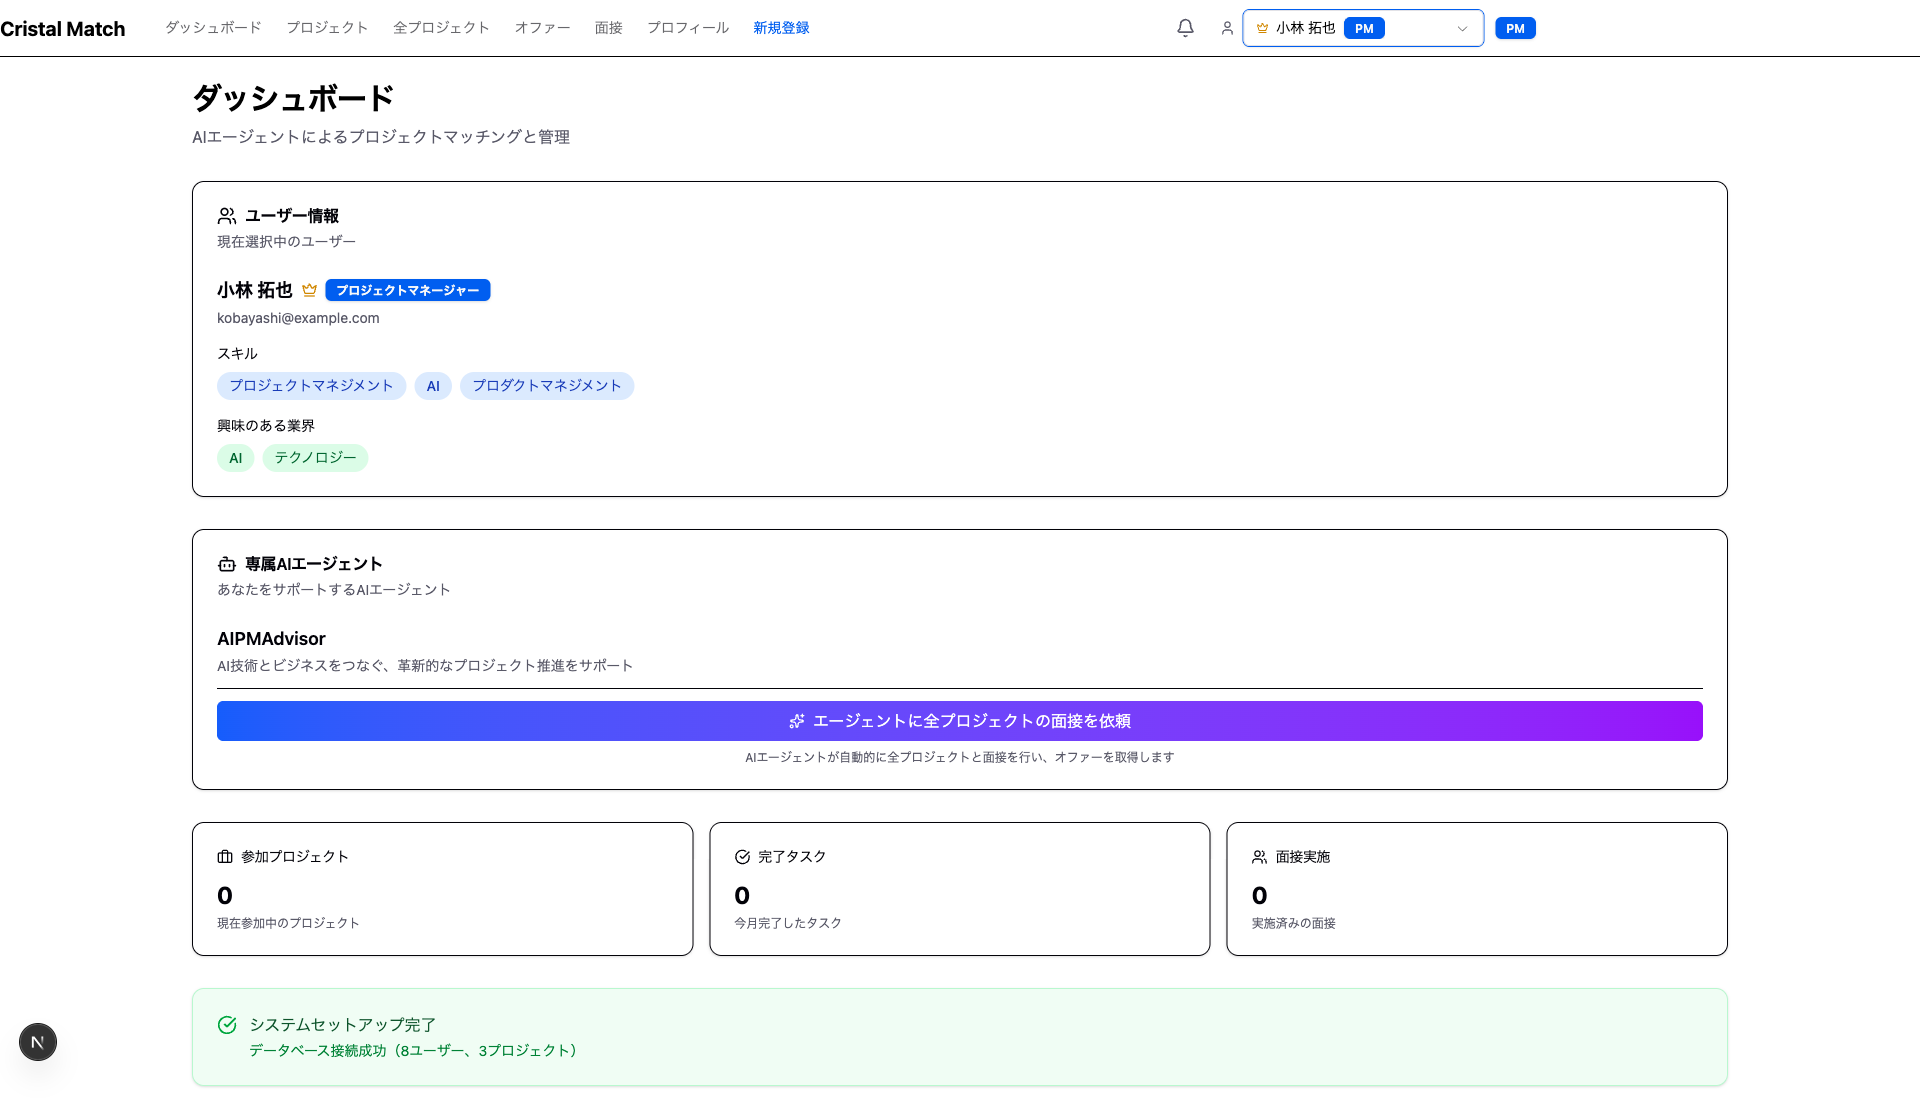 Cristal Match
ダッシュボード プロジェクト 全プロジェクト オファー 面接 プロフィール 新規登録
小林 拓也 PM
PM
ダッシュボード
AIエージェントによるプロジェクトマッチングと管理
ユーザー情報
現在選択中のユーザー
小林 拓也 プロジェクトマネージャー
kobayashi@example.com
スキル
プロジェクトマネジメント AI プロダクトマネジメント
興味のある業界
AI テクノロジー
専属AIエージェント
あなたをサポートするAIエージェント
AIPMAdvisor
AI技術とビジネスをつなぐ、革新的なプロジェクト推進をサポート
エージェントに全プロジェクトの面接を依頼
AIエージェントが自動的に全プロジェクトと面接を行い、オファーを取得します
参加プロジェクト
0
現在参加中のプロジェクト
完了タスク
0
今月完了したタスク
面接実施
0
実施済みの面接
システムセットアップ完了
データベース接続成功（8ユーザー、3プロジェクト）
N